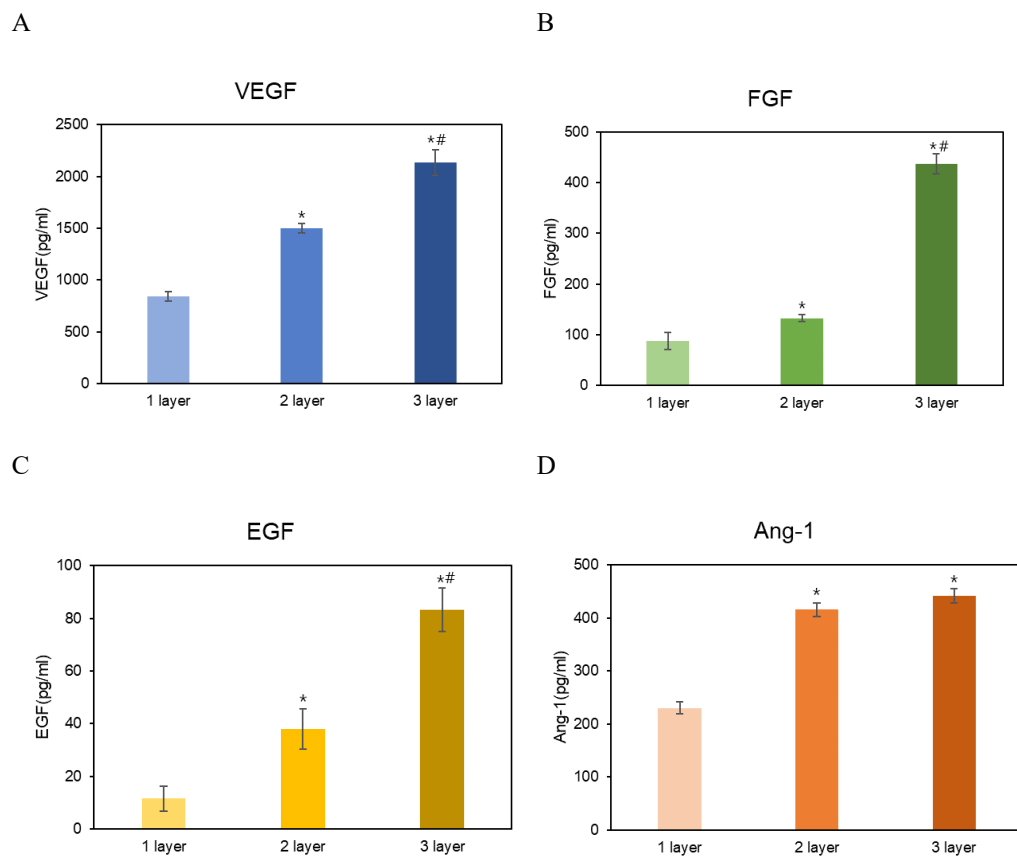 A
VEGF
VEGF(pg/ml)
2500
2000
1500
1000
500
0
*
*#
1 layer
2 layer
3 layer
B
FGF
FGF(pg/ml)
500
400
300
200
100
0
*
*#
1 layer
2 layer
3 layer
C
EGF
EGF(pg/ml)
100
80
60
40
20
0
*
*#
1 layer
2 layer
3 layer
D
Ang-1
Ang-1(pg/ml)
500
400
300
200
100
0
*
*
1 layer
2 layer
3 layer